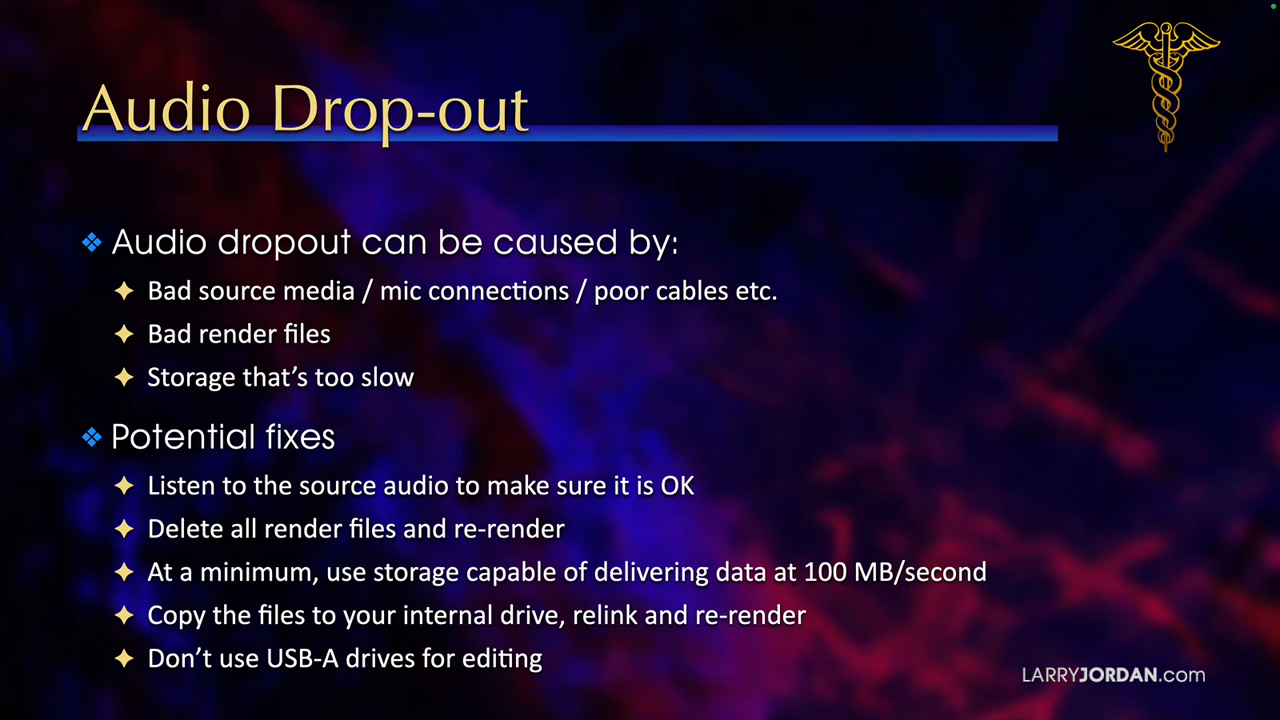 Audio Drop-out
Audio dropout can be caused by:
Bad source media / mic connections / poor cables etc.
Bad render files
Storage that’s too slow
Potential fixes
Listen to the source audio to make sure it is OK
Delete all render files and re-render
At a minimum, use storage capable of delivering data at 100 MB/second
Copy the files to your internal drive, relink and re-render
Don’t use USB-A drives for editing
LARRYJORDAN.com